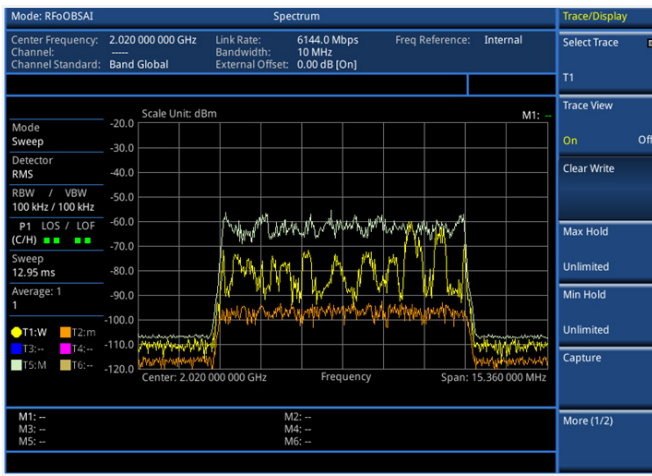 Mode: RFoOBSAI
Spectrum
Trace/Display
Center Frequency: 2.020 000 000 GHz
Link Rate: 6144.0 Mbps
Freq Reference: Internal
Channel: -----
Bandwidth: 10 MHz
Channel Standard: Band Global
External Offset: 0.00 dB [On]
Select Trace
T1
Scale Unit: dBm
M1: --
Trace View
On Off
Mode
Sweep
Detector
RMS
RBW / VBW
100 kHz / 100 kHz
P1 LOS / LOF
(C/H)
Sweep
12.95 ms
Average: 1
1
T1:W T2:m
T3:-- T4:--
T5:M T6:--
-20.0
-30.0
-40.0
-50.0
-60.0
-70.0
-80.0
-90.0
-100.0
-110.0
-120.0
Center: 2.020 000 000 GHz
Frequency
Span: 15.360 000 MHz
Clear Write
Max Hold
Unlimited
Min Hold
Unlimited
Capture
More (1/2)
M1: --
M2: --
M3: --
M4: --
M5: --
M6: --